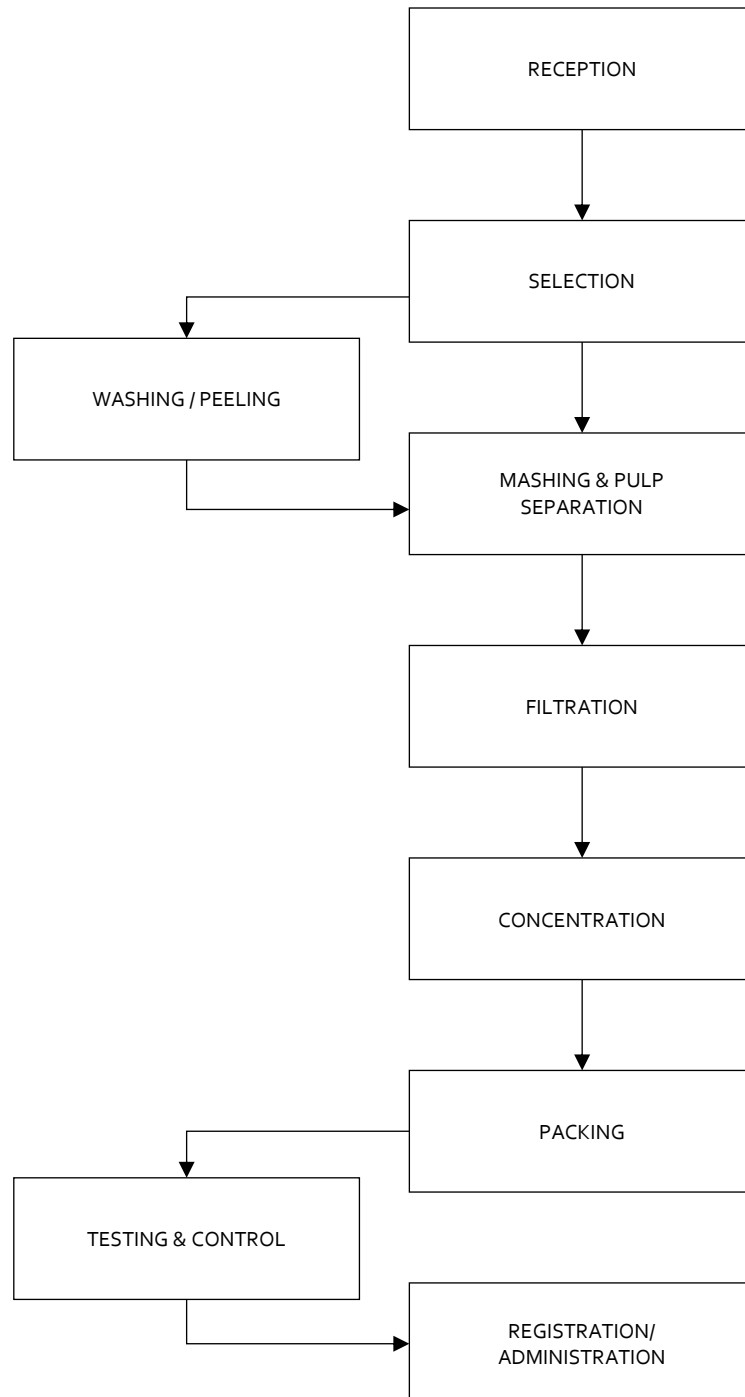 RECEPTION
SELECTION
WASHING / PEELING
MASHING & PULP
SEPARATION
FILTRATION
CONCENTRATION
PACKING
TESTING & CONTROL
REGISTRATION/
ADMINISTRATION